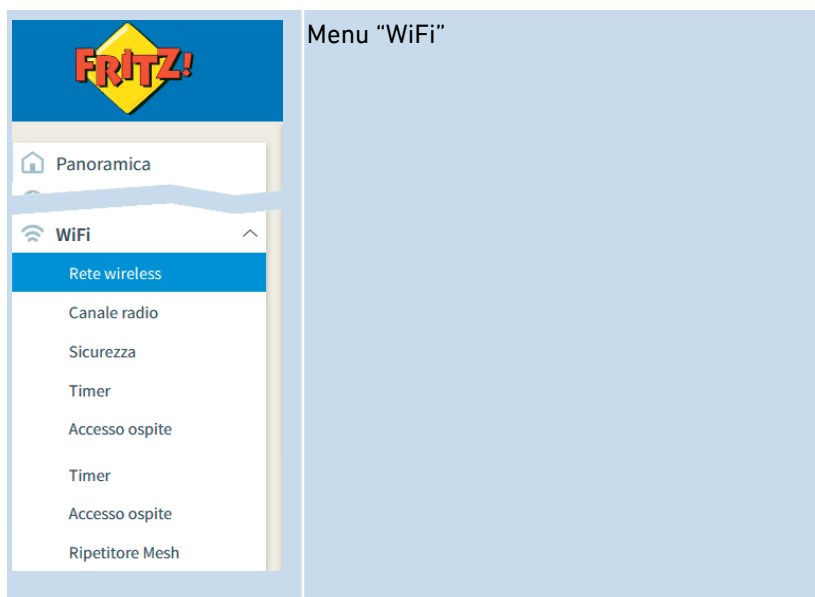 FRITZ!
Menu “WiFi”
Panoramica
WiFi
Rete wireless
Canale radio
Sicurezza
Timer
Accesso ospite
Timer
Accesso ospite
Ripetitore Mesh